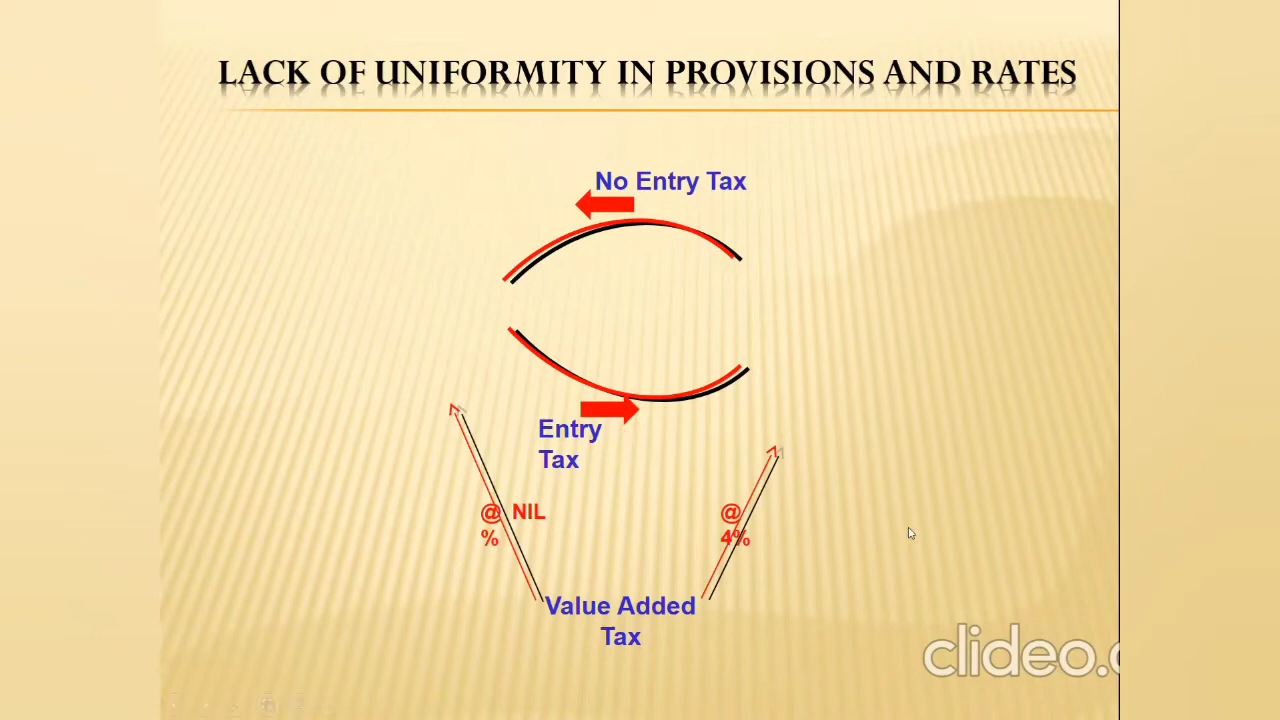 LACK OF UNIFORMITY IN PROVISIONS AND RATES
No Entry Tax
Entry
Tax
@ NIL
%
@
4%
Value Added
Tax
clideo.